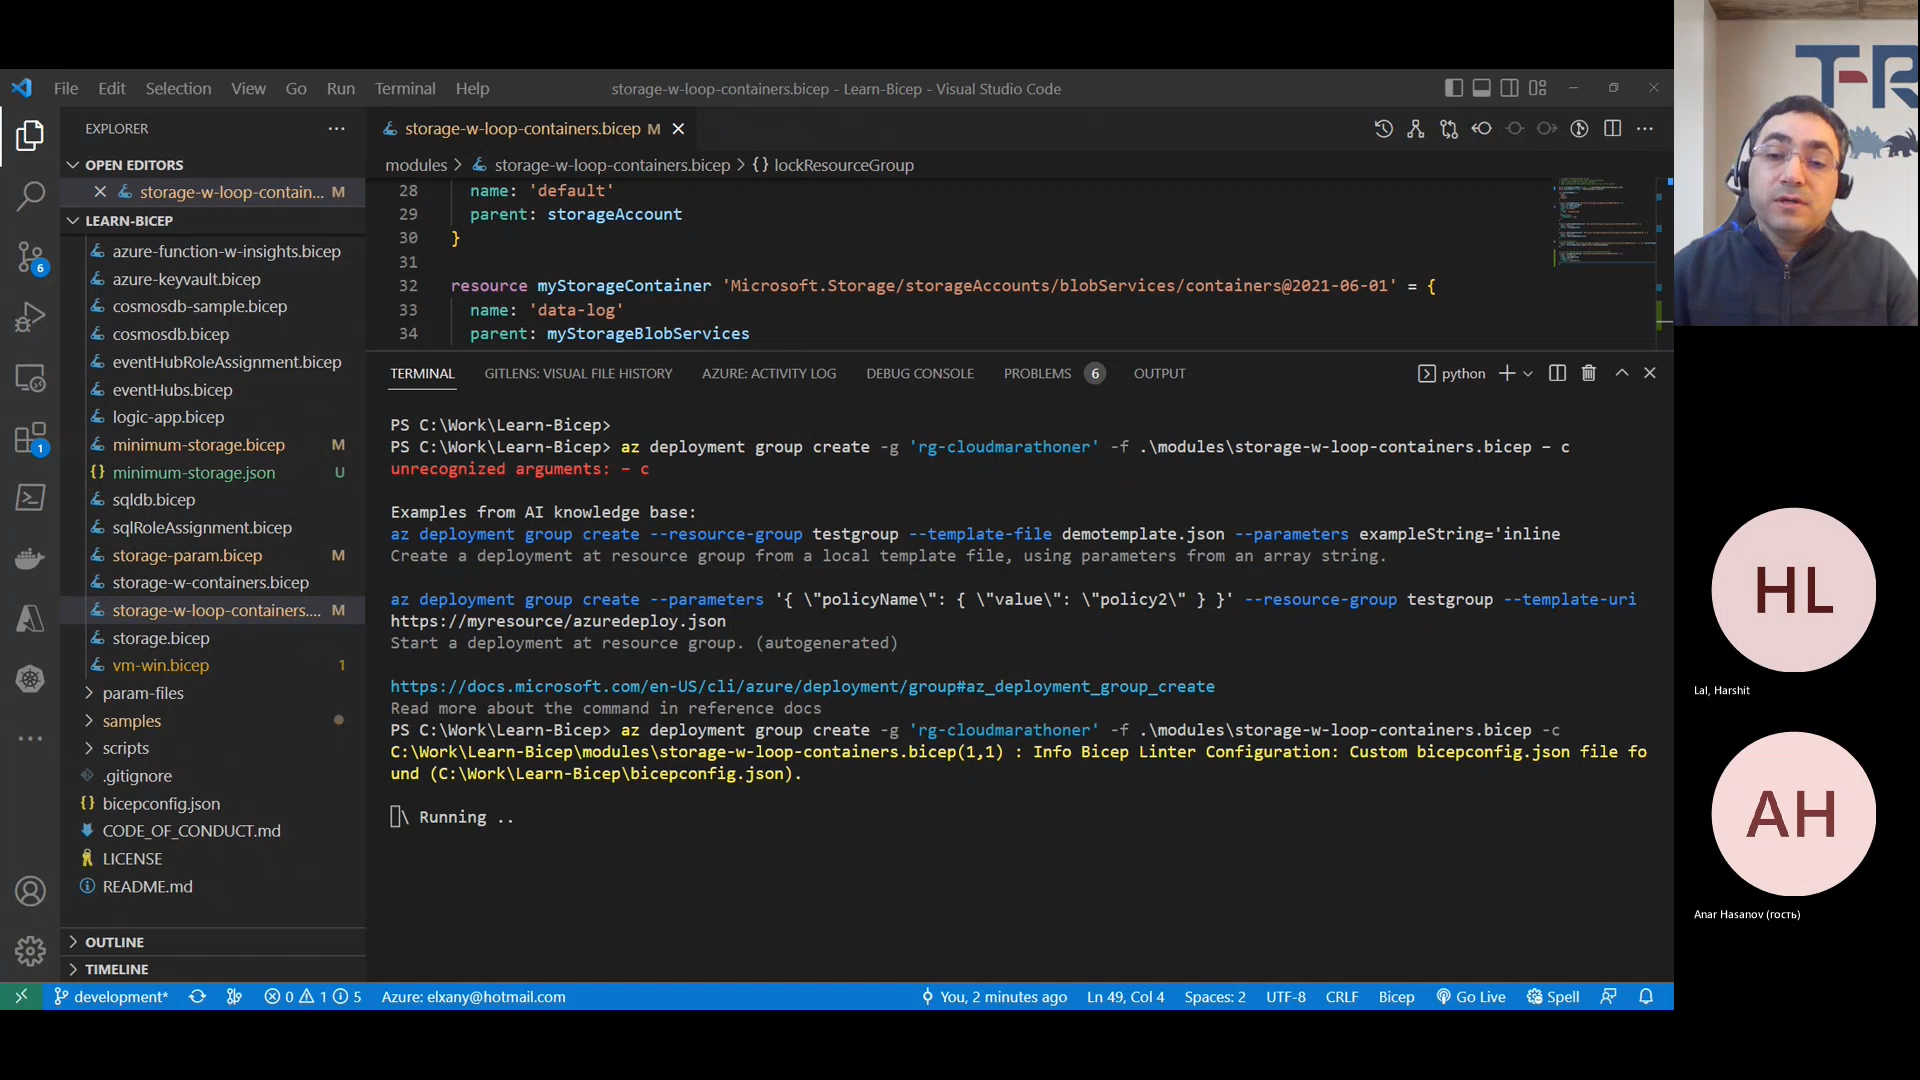 File Edit Selection View Go Run Terminal Help
storage-w-loop-containers.bicep - Learn-Bicep - Visual Studio Code
EXPLORER
OPEN EDITORS
storage-w-loop-contain... M
LEARN-BICEP
azure-function-w-insights.bicep
azure-keyvault.bicep
cosmosdb-sample.bicep
cosmosdb.bicep
eventHubRoleAssignment.bicep
eventHubs.bicep
logic-app.bicep
minimum-storage.bicep M
minimum-storage.json U
sqldb.bicep
sqlRoleAssignment.bicep
storage-param.bicep M
storage-w-containers.bicep
storage-w-loop-containers.... M
storage.bicep
vm-win.bicep 1
param-files
samples
scripts
.gitignore
bicepconfig.json
CODE_OF_CONDUCT.md
LICENSE
README.md
OUTLINE
TIMELINE
6
1
storage-w-loop-containers.bicep M
modules > storage-w-loop-containers.bicep > {} lockResourceGroup
28 name: 'default'
29 parent: storageAccount
30 }
31
32 resource myStorageContainer 'Microsoft.Storage/storageAccounts/blobServices/containers@2021-06-01' = {
33 name: 'data-log'
34 parent: myStorageBlobServices
TERMINAL GITLENS: VISUAL FILE HISTORY AZURE: ACTIVITY LOG DEBUG CONSOLE PROBLEMS 6 OUTPUT
python
PS C:\Work\Learn-Bicep>
PS C:\Work\Learn-Bicep> az deployment group create -g 'rg-cloudmarathoner' -f .\modules\storage-w-loop-containers.bicep – c
unrecognized arguments: – c
Examples from AI knowledge base:
az deployment group create --resource-group testgroup --template-file demotemplate.json --parameters exampleString='inline
Create a deployment at resource group from a local template file, using parameters from an array string.
az deployment group create --parameters '{ \"policyName\": { \"value\": \"policy2\" } }' --resource-group testgroup --template-uri
https://myresource/azuredeploy.json
Start a deployment at resource group. (autogenerated)
https://docs.microsoft.com/en-US/cli/azure/deployment/group#az_deployment_group_create
Read more about the command in reference docs
PS C:\Work\Learn-Bicep> az deployment group create -g 'rg-cloudmarathoner' -f .\modules\storage-w-loop-containers.bicep -c
C:\Work\Learn-Bicep\modules\storage-w-loop-containers.bicep(1,1) : Info Bicep Linter Configuration: Custom bicepconfig.json file fo
und (C:\Work\Learn-Bicep\bicepconfig.json).
\ Running ..
development* 0 1 5 Azure: elxany@hotmail.com You, 2 minutes ago Ln 49, Col 4 Spaces: 2 UTF-8 CRLF Bicep Go Live Spell
T-R
HL
Lal, Harshit
AH
Anar Hasanov (гость)